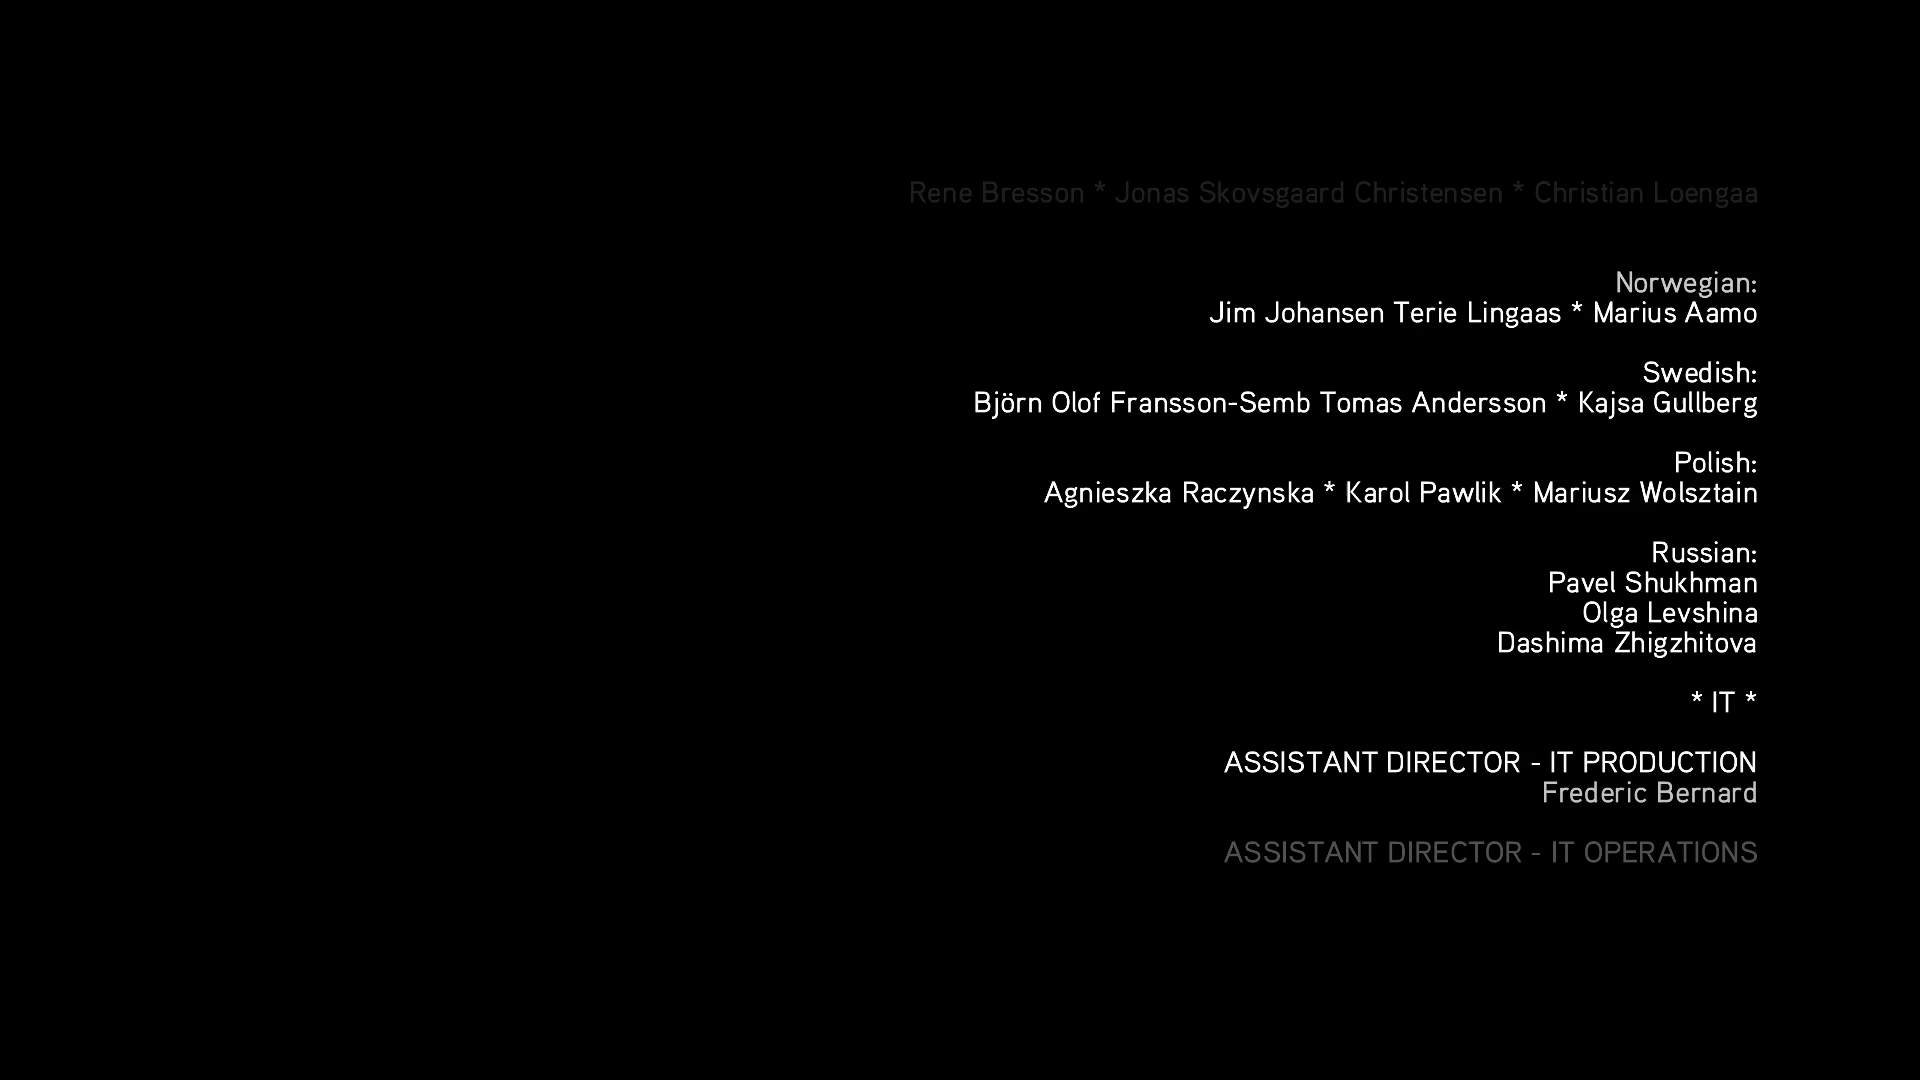 Rene Bresson * Jonas Skovsgaard Christensen * Christian Loengaa
Norwegian:
Jim Johansen Terie Lingaas * Marius Aamo
Swedish:
Björn Olof Fransson-Semb Tomas Andersson * Kajsa Gullberg
Polish:
Agnieszka Raczynska * Karol Pawlik * Mariusz Wolsztain
Russian:
Pavel Shukhman
Olga Levshina
Dashima Zhigzhitova
* IT *
ASSISTANT DIRECTOR - IT PRODUCTION
Frederic Bernard
ASSISTANT DIRECTOR - IT OPERATIONS